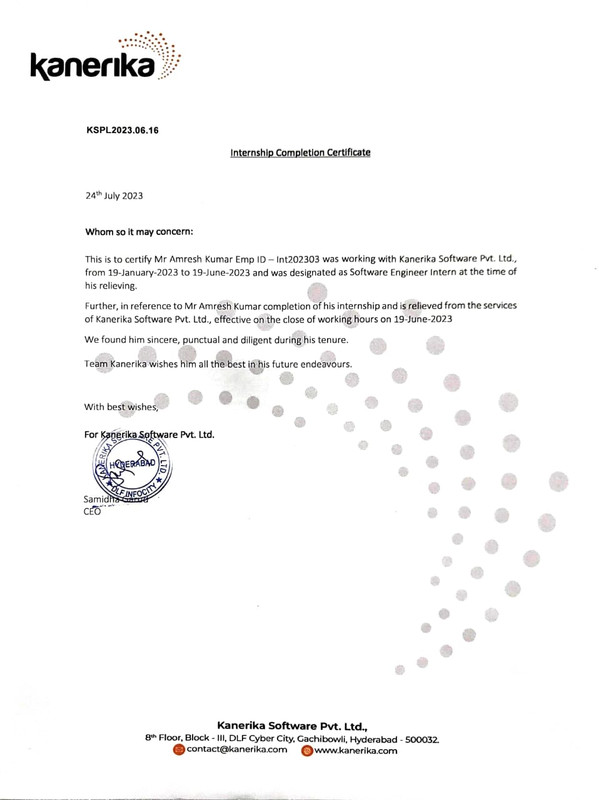 kanerika
KSPL2023.06.16
Internship Completion Certificate
24th July 2023
Whom so it may concern:
This is to certify Mr Amresh Kumar Emp ID – Int202303 was working with Kanerika Software Pvt. Ltd.,
from 19-January-2023 to 19-June-2023 and was designated as Software Engineer Intern at the time of
his relieving.
Further, in reference to Mr Amresh Kumar completion of his internship and is relieved from the services
of Kanerika Software Pvt. Ltd., effective on the close of working hours on 19-June-2023
We found him sincere, punctual and diligent during his tenure.
Team Kanerika wishes him all the best in his future endeavours.
With best wishes,
For Kanerika Software Pvt. Ltd.
KANERIKA SOFTWARE PVT. LTD.
HYDERABAD
★ DLF INFOCITY ★
Samidha
CEO
Kanerika Software Pvt. Ltd.,
8th Floor, Block - III, DLF Cyber City, Gachibowli, Hyderabad - 500032.
contact@kanerika.com www.kanerika.com